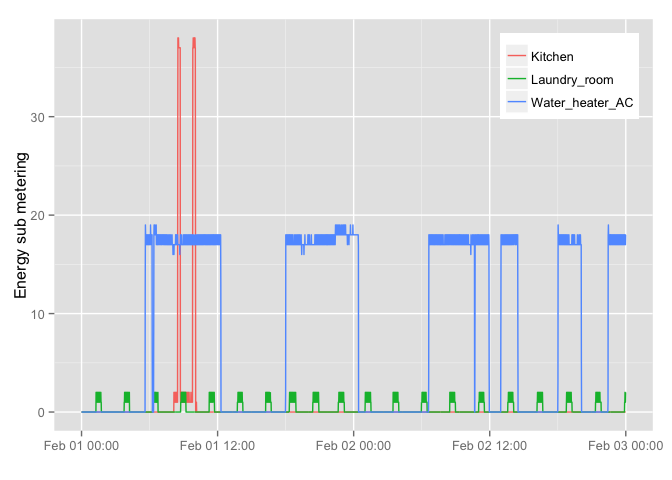 Kitchen
Laundry_room
Water_heater_AC
Energy sub metering
30
20
10
0
Feb 01 00:00
Feb 01 12:00
Feb 02 00:00
Feb 02 12:00
Feb 03 00:00